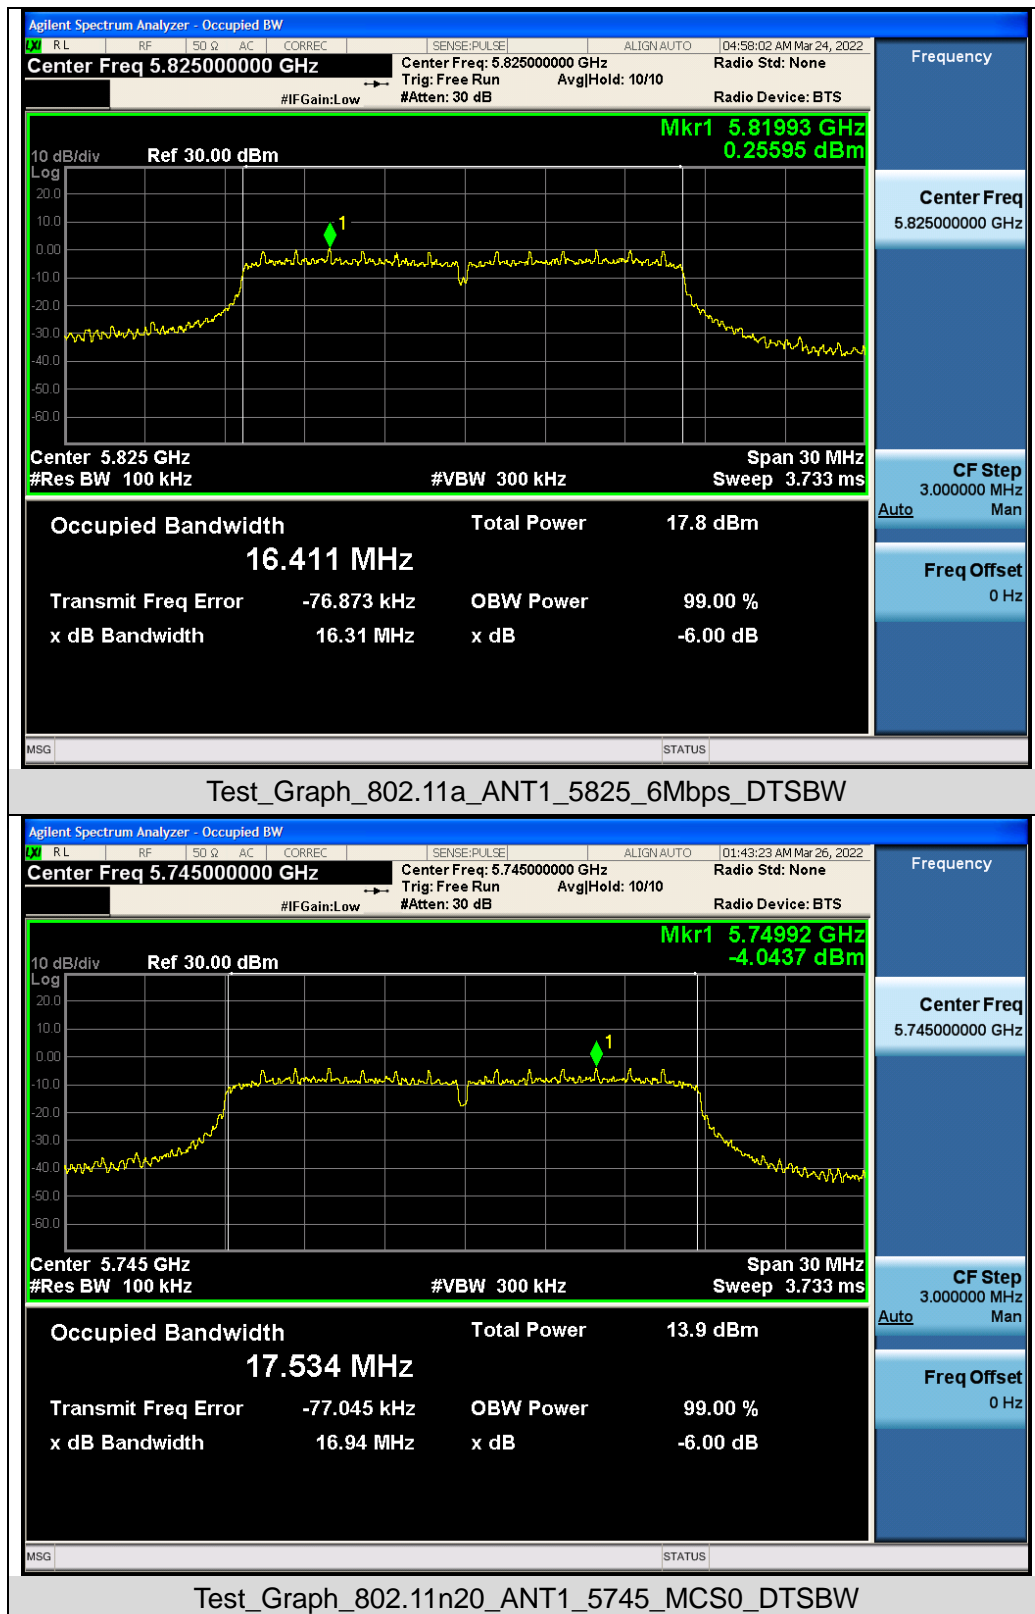 Agilent Spectrum Analyzer - Occupied BW
LXI RL RF 50 Ω AC CORREC SENSE:PULSE ALIGN AUTO 04:58:02 AM Mar 24, 2022
Center Freq 5.825000000 GHz Center Freq: 5.825000000 GHz Radio Std: None
Trig: Free Run Avg|Hold: 10/10
#IFGain:Low #Atten: 30 dB Radio Device: BTS
Mkr1 5.81993 GHz
0.25595 dBm
10 dB/div Ref 30.00 dBm
Log
20.0
10.0
1
0.00
-10.0
-20.0
-30.0
-40.0
-50.0
-60.0
Center 5.825 GHz Span 30 MHz
#Res BW 100 kHz #VBW 300 kHz Sweep 3.733 ms
Occupied Bandwidth Total Power 17.8 dBm
16.411 MHz
Transmit Freq Error -76.873 kHz OBW Power 99.00 %
x dB Bandwidth 16.31 MHz x dB -6.00 dB
MSG STATUS
Frequency
Center Freq
5.825000000 GHz
CF Step
3.000000 MHz
Auto Man
Freq Offset
0 Hz
Test_Graph_802.11a_ANT1_5825_6Mbps_DTSBW
Agilent Spectrum Analyzer - Occupied BW
LXI RL RF 50 Ω AC CORREC SENSE:PULSE ALIGN AUTO 01:43:23 AM Mar 26, 2022
Center Freq 5.745000000 GHz Center Freq: 5.745000000 GHz Radio Std: None
Trig: Free Run Avg|Hold: 10/10
#IFGain:Low #Atten: 30 dB Radio Device: BTS
Mkr1 5.74992 GHz
-4.0437 dBm
10 dB/div Ref 30.00 dBm
Log
20.0
10.0
1
0.00
-10.0
-20.0
-30.0
-40.0
-50.0
-60.0
Center 5.745 GHz Span 30 MHz
#Res BW 100 kHz #VBW 300 kHz Sweep 3.733 ms
Occupied Bandwidth Total Power 13.9 dBm
17.534 MHz
Transmit Freq Error -77.045 kHz OBW Power 99.00 %
x dB Bandwidth 16.94 MHz x dB -6.00 dB
MSG STATUS
Frequency
Center Freq
5.745000000 GHz
CF Step
3.000000 MHz
Auto Man
Freq Offset
0 Hz
Test_Graph_802.11n20_ANT1_5745_MCS0_DTSBW